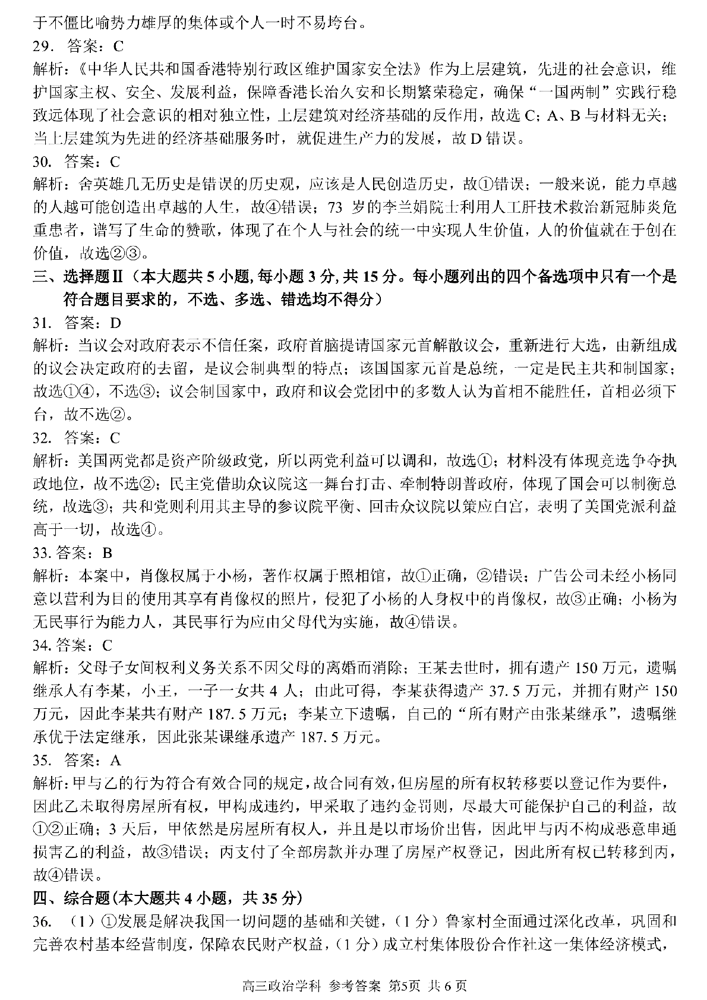 于不僵比喻势力雄厚的集体或个人一时不易垮台。
29. 答案：C
解析：《中华人民共和国香港特别行政区维护国家安全法》作为上层建筑，先进的社会意识，维
护国家主权、安全、发展利益，保障香港长治久安和长期繁荣稳定，确保“一国两制”实践行稳
致远体现了社会意识的相对独立性，上层建筑对经济基础的反作用，故选 C；A、B 与材料无关；
当上层建筑为先进的经济基础服务时，就促进生产力的发展，故 D 错误。
30. 答案：C
解析：舍英雄几无历史是错误的历史观，应该是人民创造历史，故①错误；一般来说，能力卓越
的人越可能创造出卓越的人生，故④错误；73 岁的李兰娟院士利用人工肝技术救治新冠肺炎危
重患者，谱写了生命的赞歌，体现了在个人与社会的统一中实现人生价值，人的价值就在于创在
价值，故选②③。
三、选择题Ⅱ（本大题共 5 小题,每小题 3 分,共 15 分。每小题列出的四个备选项中只有一个是
符合题目要求的，不选、多选、错选均不得分）
31. 答案：D
解析：当议会对政府表示不信任案，政府首脑提请国家元首解散议会，重新进行大选，由新组成
的议会决定政府的去留，是议会制典型的特点；该国国家元首是总统，一定是民主共和制国家；
故选①④，不选③；议会制国家中，政府和议会党团中的多数人认为首相不能胜任，首相必须下
台，故不选②。
32. 答案：C
解析：美国两党都是资产阶级政党，所以两党利益可以调和，故选①；材料没有体现竞选争夺执
政地位，故不选②；民主党借助众议院这一舞台打击、牵制特朗普政府，体现了国会可以制衡总
统，故选③；共和党则利用其主导的参议院平衡、回击众议院以策应白宫，表明了美国党派利益
高于一切，故选④。
33. 答案：B
解析：本案中，肖像权属于小杨，著作权属于照相馆，故①正确，②错误；广告公司未经小杨同
意以营利为目的使用其享有肖像权的照片，侵犯了小杨的人身权中的肖像权，故③正确；小杨为
无民事行为能力人，其民事行为应由父母代为实施，故④错误。
34. 答案：C
解析：父母子女间权利义务关系不因父母的离婚而消除；王某去世时，拥有遗产 150 万元，遗嘱
继承人有李某，小王，一子一女共 4 人；由此可得，李某获得遗产 37.5 万元，并拥有财产 150
万元，因此李某共有财产 187.5 万元；李某立下遗嘱，自己的“所有财产由张某继承”，遗嘱继
承优于法定继承，因此张某课继承遗产 187.5 万元。
35. 答案：A
解析：甲与乙的行为符合有效合同的规定，故合同有效，但房屋的所有权转移要以登记作为要件，
因此乙未取得房屋所有权，甲构成违约，甲采取了违约金罚则，尽最大可能保护自己的利益，故
①②正确；3 天后，甲依然是房屋所有权人，并且是以市场价出售，因此甲与丙不构成恶意串通
损害乙的利益，故③错误；丙支付了全部房款并办理了房屋产权登记，因此所有权已转移到丙，
故④错误。
四、综合题(本大题共 4 小题，共 35 分)
36. （1）①发展是解决我国一切问题的基础和关键，（1 分）鲁家村全面通过深化改革，巩固和
完善农村基本经营制度，保障农民财产权益，（1 分）成立村集体股份合作社这一集体经济模式，
高三政治学科 参考答案 第5页 共 6 页